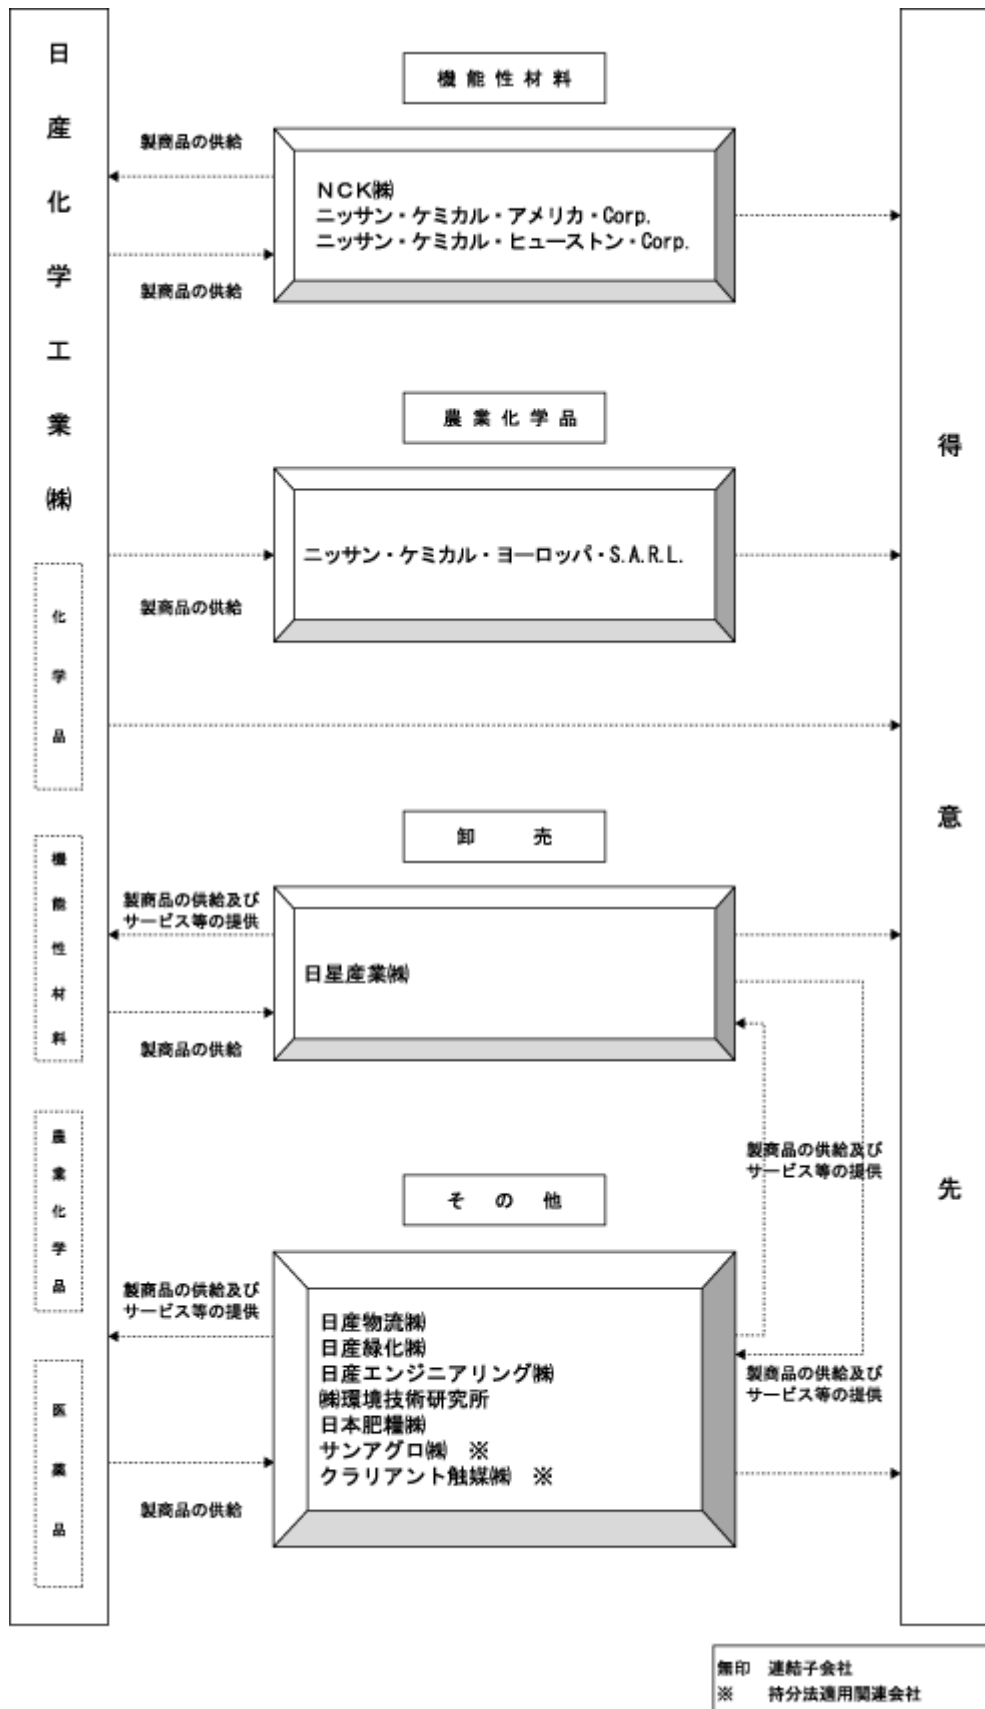 日産化学工業㈱
化学品
機能性材料
農業化学品
医薬品
機能性材料
製商品の供給
製商品の供給
NCK㈱
ニッサン・ケミカル・アメリカ・Corp.
ニッサン・ケミカル・ヒューストン・Corp.
農業化学品
製商品の供給
ニッサン・ケミカル・ヨーロッパ・S.A.R.L.
卸売
製商品の供給及び
サービス等の提供
製商品の供給
日星産業㈱
製商品の供給及び
サービス等の提供
その他
製商品の供給及び
サービス等の提供
製商品の供給
日産物流㈱
日産緑化㈱
日産エンジニアリング㈱
㈱環境技術研究所
日本肥糧㈱
サンアグロ㈱ ※
クラリアント触媒㈱ ※
製商品の供給及び
サービス等の提供
得意先
無印 連結子会社
※ 持分法適用関連会社